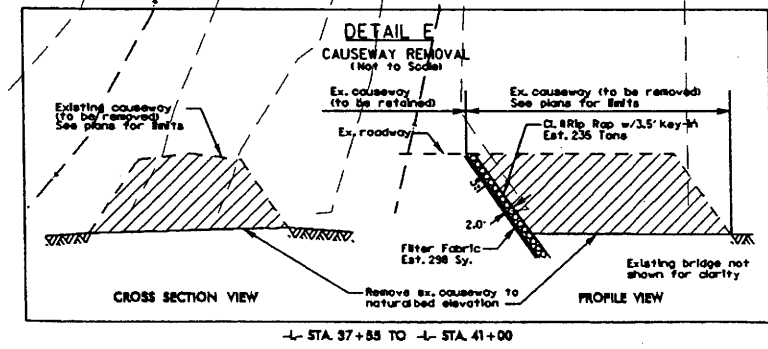 DETAIL E
CAUSEWAY REMOVAL
(Not to Scale)
Existing causeway
(to be removed)
See plans for limits
Ex. causeway
(to be retained)
Ex. causeway (to be removed)
See plans for limits
Ex. roadway
Rip Rap w/3.5' Key-in
Est. 235 Tons
2.0'
Filter Fabric
Est. 298 Sy.
Existing bridge not
shown for clarity
CROSS SECTION VIEW
Remove ex. causeway to
natural bed elevation
PROFILE VIEW
-L- STA. 37+55 TO -L- STA. 41+00